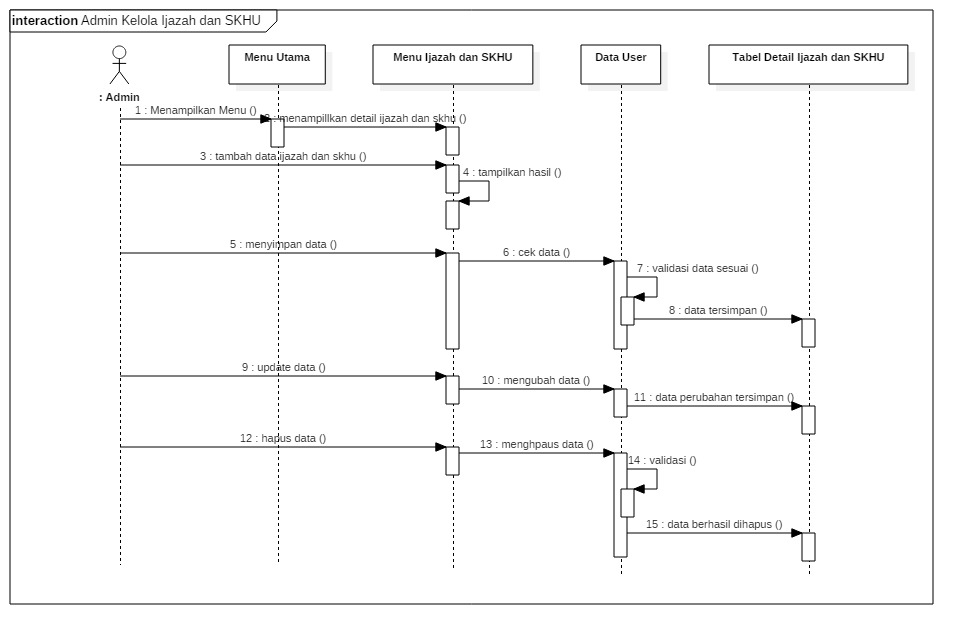 interaction Admin Kelola Ijazah dan SKHU
Menu Utama
Menu Ijazah dan SKHU
Data User
Tabel Detail Ijazah dan SKHU
: Admin
1 : Menampilkan Menu ()
2 : menampillkan detail ijazah dan skhu ()
3 : tambah data ijazah dan skhu ()
4 : tampilkan hasil ()
5 : menyimpan data ()
6 : cek data ()
7 : validasi data sesuai ()
8 : data tersimpan ()
9 : update data ()
10 : mengubah data ()
11 : data perubahan tersimpan ()
12 : hapus data ()
13 : menghpaus data ()
14 : validasi ()
15 : data berhasil dihapus ()